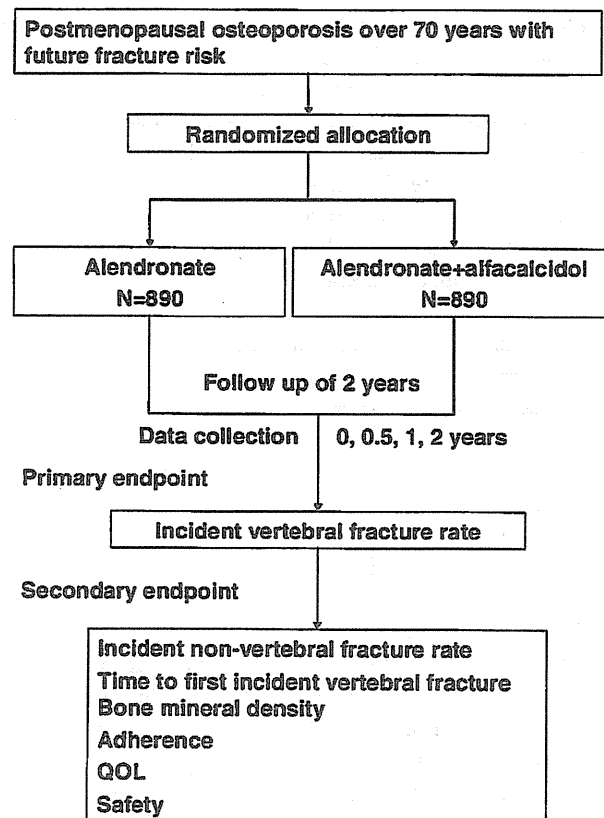 Postmenopausal osteoporosis over 70 years with
future fracture risk
Randomized allocation
Alendronate
N=890
Alendronate+alfacalcidol
N=890
Follow up of 2 years
Data collection 0, 0.5, 1, 2 years
Primary endpoint
Incident vertebral fracture rate
Secondary endpoint
Incident non-vertebral fracture rate
Time to first incident vertebral fracture
Bone mineral density
Adherence
QOL
Safety